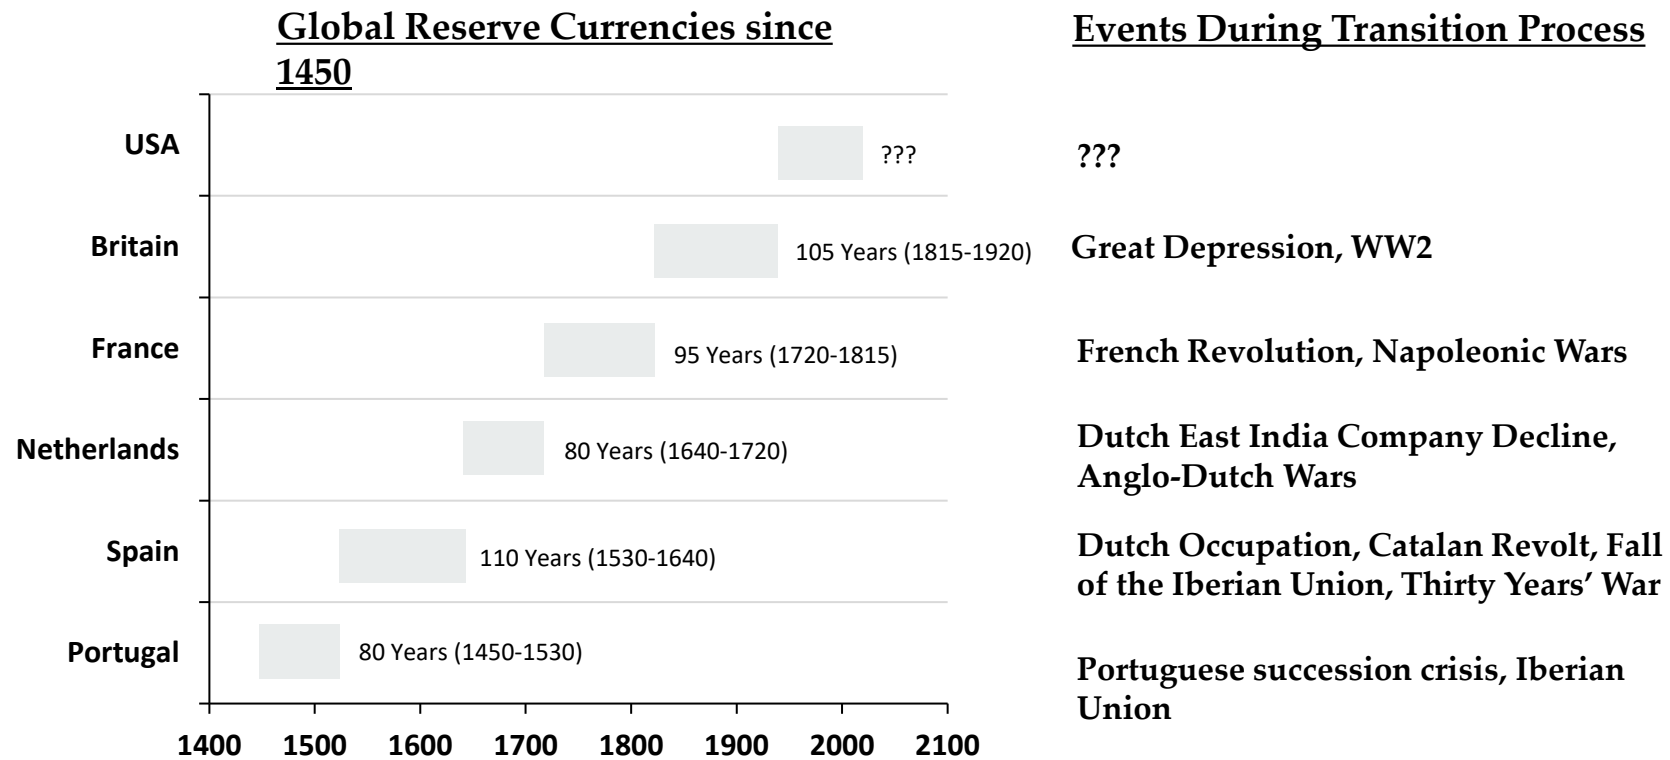 Global Reserve Currencies since
1450
Events During Transition Process
USA
???
???
Britain
105 Years (1815-1920)
Great Depression, WW2
France
95 Years (1720-1815)
French Revolution, Napoleonic Wars
Netherlands
80 Years (1640-1720)
Dutch East India Company Decline,
Anglo-Dutch Wars
Spain
110 Years (1530-1640)
Dutch Occupation, Catalan Revolt, Fall
of the Iberian Union, Thirty Years’ War
Portugal
80 Years (1450-1530)
Portuguese succession crisis, Iberian
Union
1400 1500 1600 1700 1800 1900 2000 2100